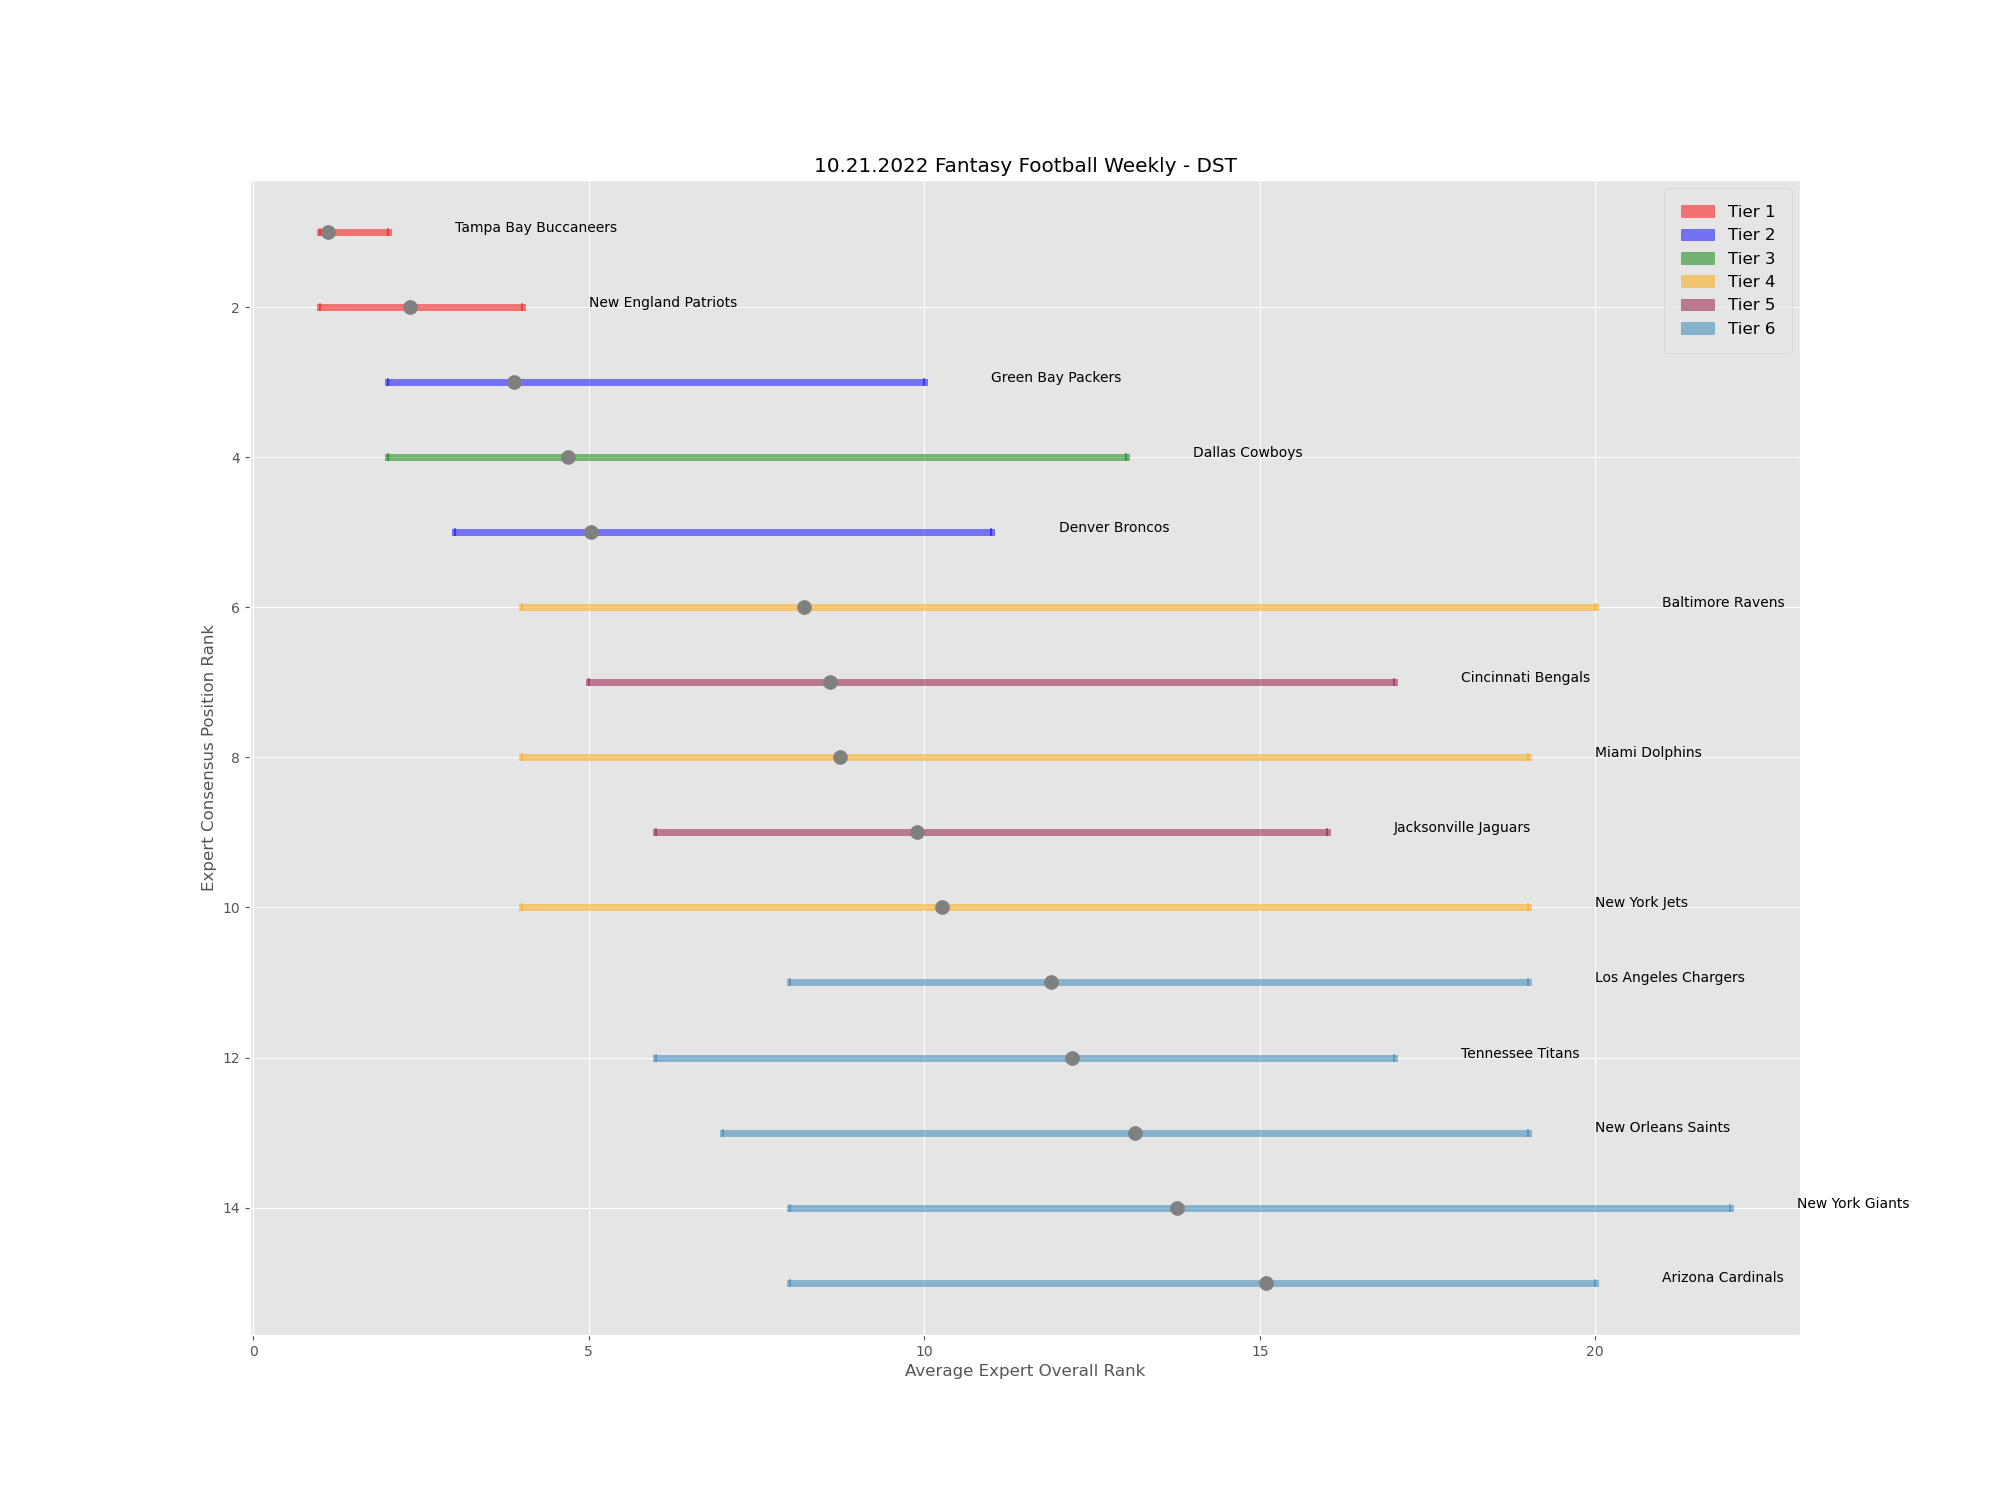 10.21.2022 Fantasy Football Weekly - DST
Tier 1
Tier 2
Tier 3
Tier 4
Tier 5
Tier 6
Tampa Bay Buccaneers
New England Patriots
Green Bay Packers
Dallas Cowboys
Denver Broncos
Baltimore Ravens
Cincinnati Bengals
Miami Dolphins
Jacksonville Jaguars
New York Jets
Los Angeles Chargers
Tennessee Titans
New Orleans Saints
New York Giants
Arizona Cardinals
Expert Consensus Position Rank
2
4
6
8
10
12
14
0
5
10
15
20
Average Expert Overall Rank